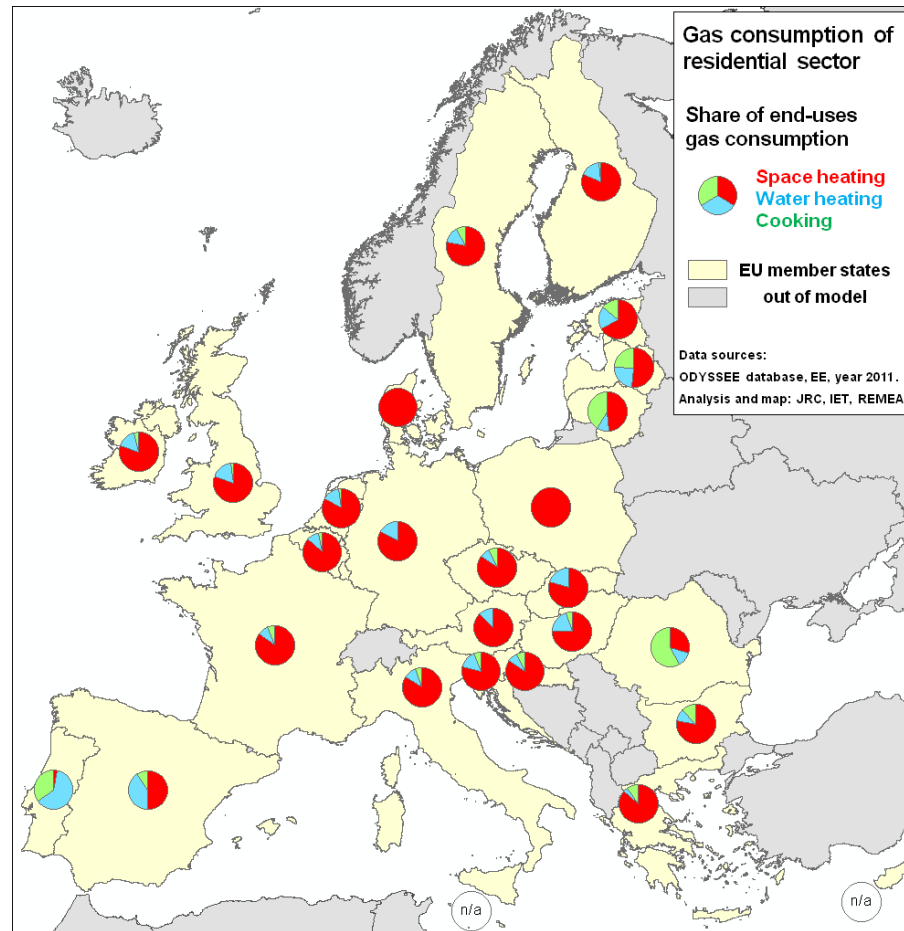 Gas consumption of
residential sector
Share of end-uses
gas consumption
Space heating
Water heating
Cooking
EU member states
out of model
Data sources:
ODYSSEE database, EE, year 2011.
Analysis and map: JRC, IET, REMEA
n/a
n/a